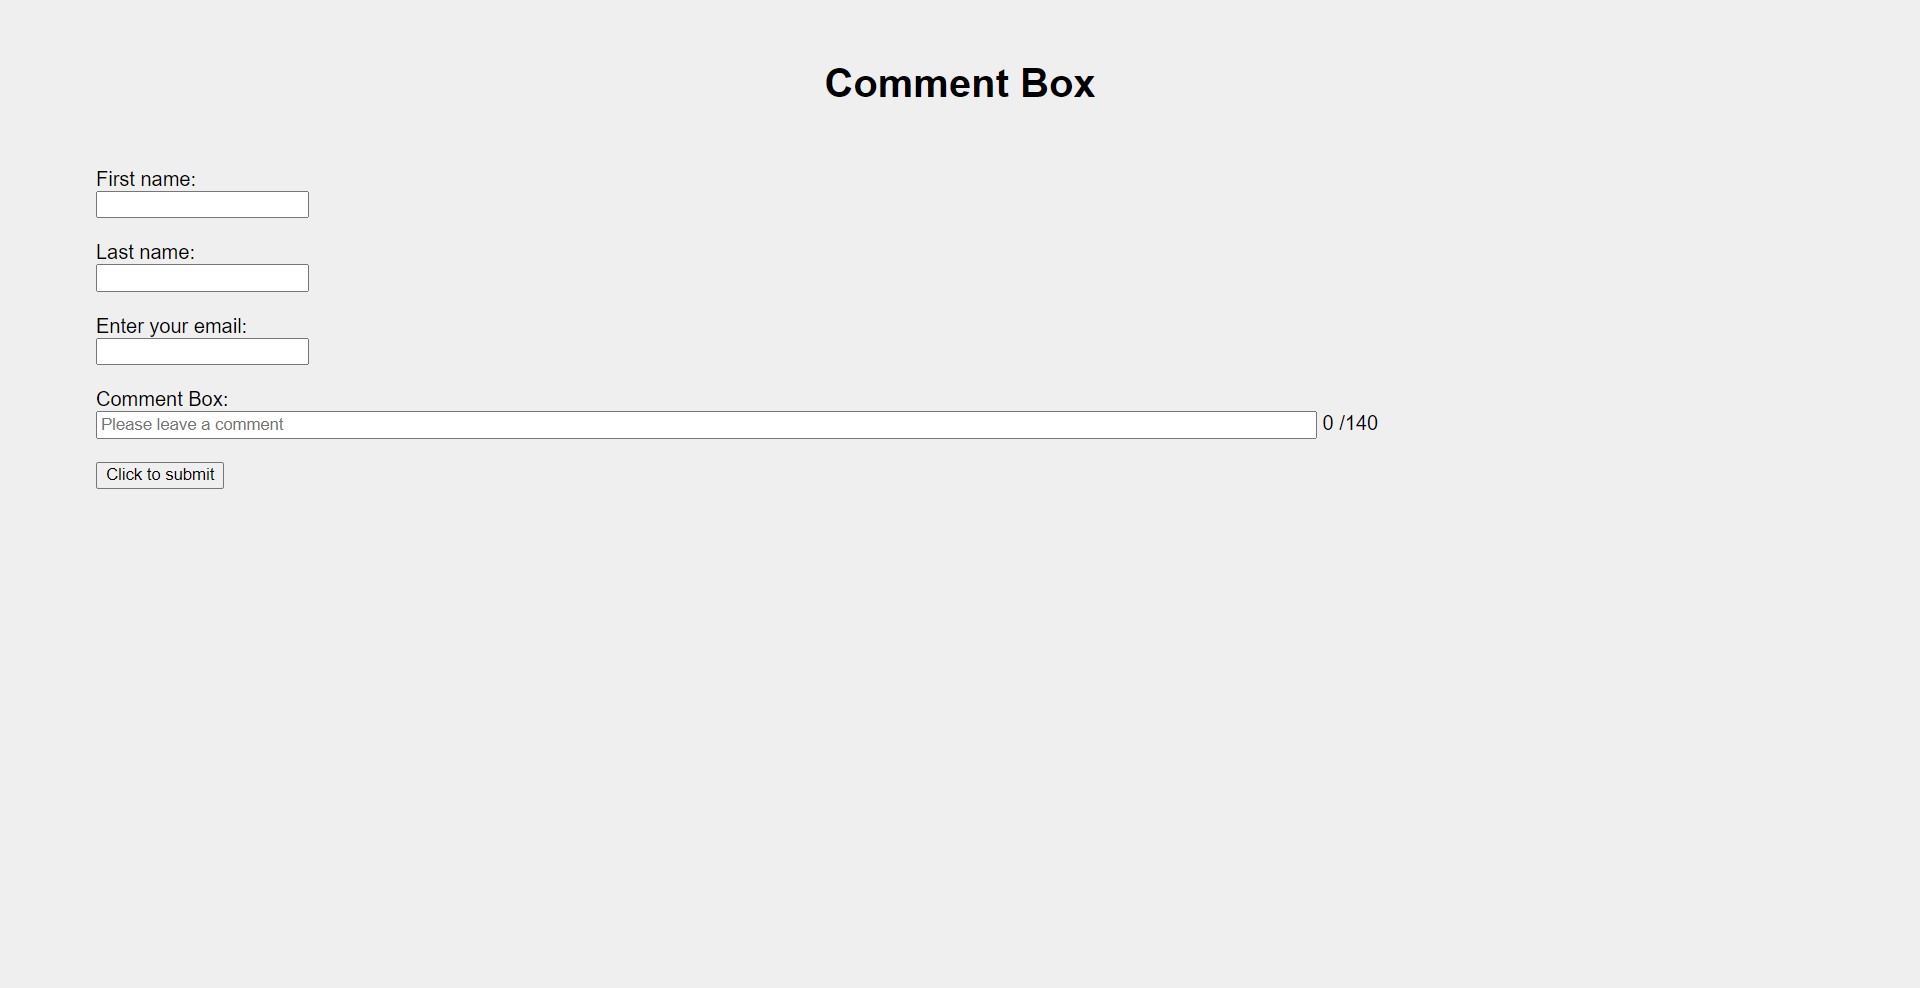 Comment Box
First name:
Last name:
Enter your email:
Comment Box:
Please leave a comment 0 /140
Click to submit